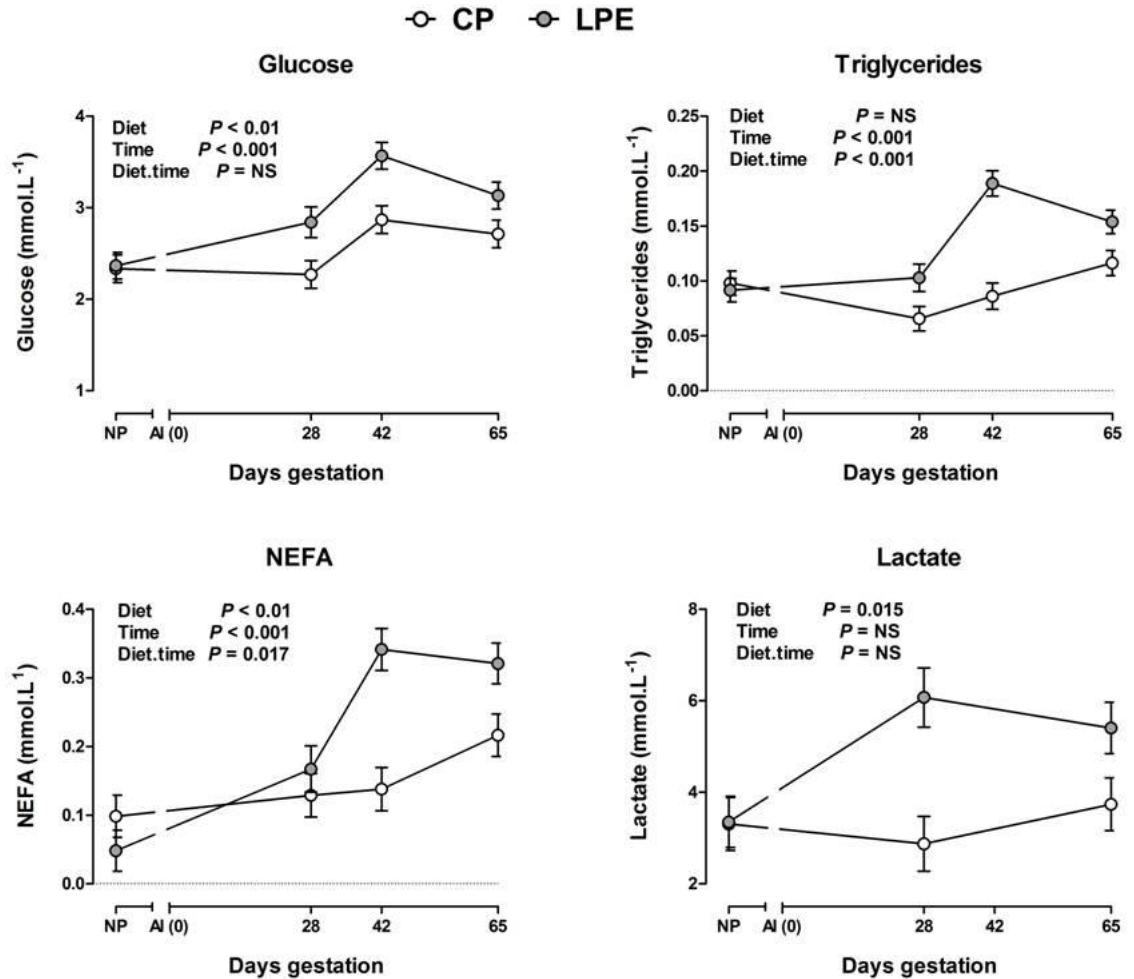 CP LPE
Glucose
Diet P < 0.01
Time P < 0.001
Diet.time P = NS
Glucose (mmol.L⁻¹)
4
3
2
1
NP AI (0) 28 42 65
Days gestation
Triglycerides
Diet P = NS
Time P < 0.001
Diet.time P < 0.001
Triglycerides (mmol.L⁻¹)
0.25
0.20
0.15
0.10
0.05
0.00
NP AI (0) 28 42 65
Days gestation
NEFA
Diet P < 0.01
Time P < 0.001
Diet.time P = 0.017
NEFA (mmol.L⁻¹)
0.4
0.3
0.2
0.1
0.0
NP AI (0) 28 42 65
Days gestation
Lactate
Diet P = 0.015
Time P = NS
Diet.time P = NS
Lactate (mmol.L⁻¹)
8
6
4
2
NP AI (0) 28 42 65
Days gestation